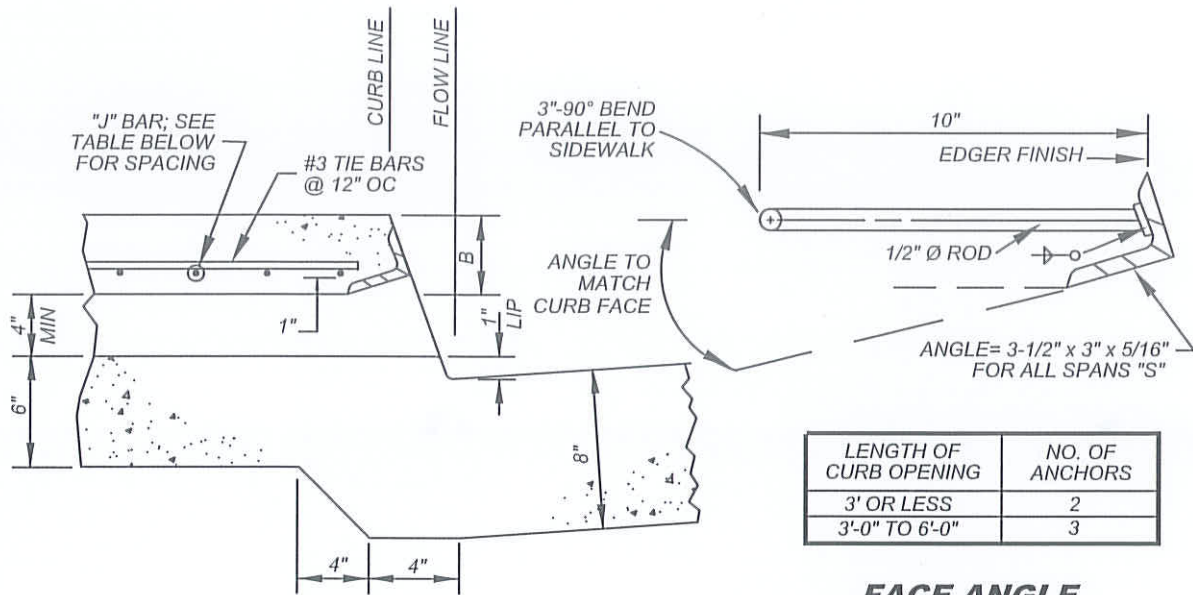 CURB LINE
FLOW LINE
"J" BAR; SEE
TABLE BELOW
FOR SPACING
#3 TIE BARS
@ 12" OC
3"-90° BEND
PARALLEL TO
SIDEWALK
10"
EDGER FINISH
1/2" Ø ROD
B
ANGLE TO
MATCH
CURB FACE
4"
MIN
1"
1"
LIP
ANGLE= 3-1/2" x 3" x 5/16"
FOR ALL SPANS "S"
6"
8"
4"
4"
LENGTH OF
CURB OPENING
NO. OF
ANCHORS
3' OR LESS
2
3'-0" TO 6'-0"
3
FACE ANGLE